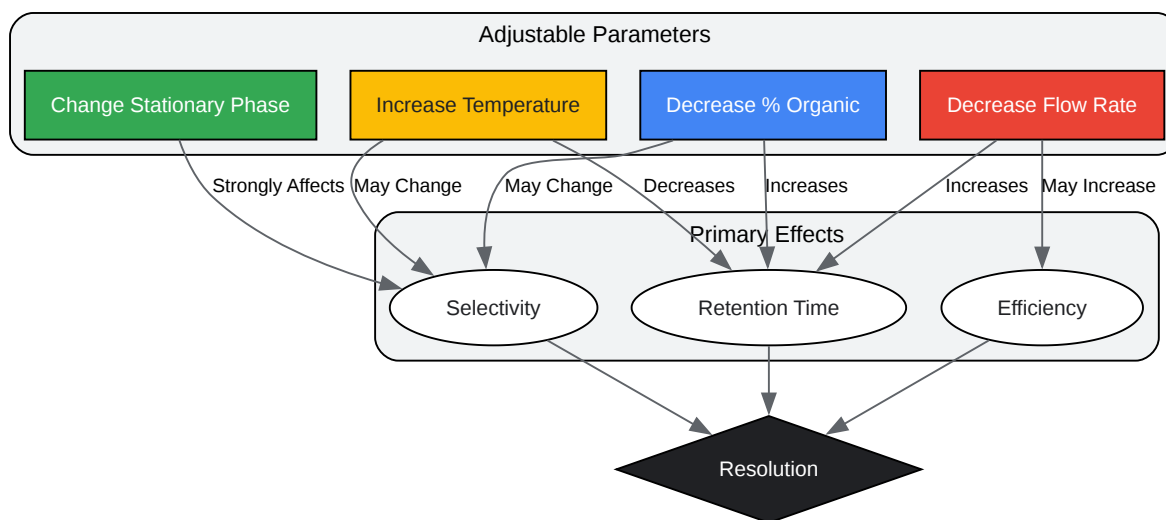 Adjustable Parameters
Change Stationary Phase
Increase Temperature
Decrease % Organic
Decrease Flow Rate
Strongly Affects
May Change
May Change
Decreases
Increases
Increases
May Increase
Primary Effects
Selectivity
Retention Time
Efficiency
Resolution